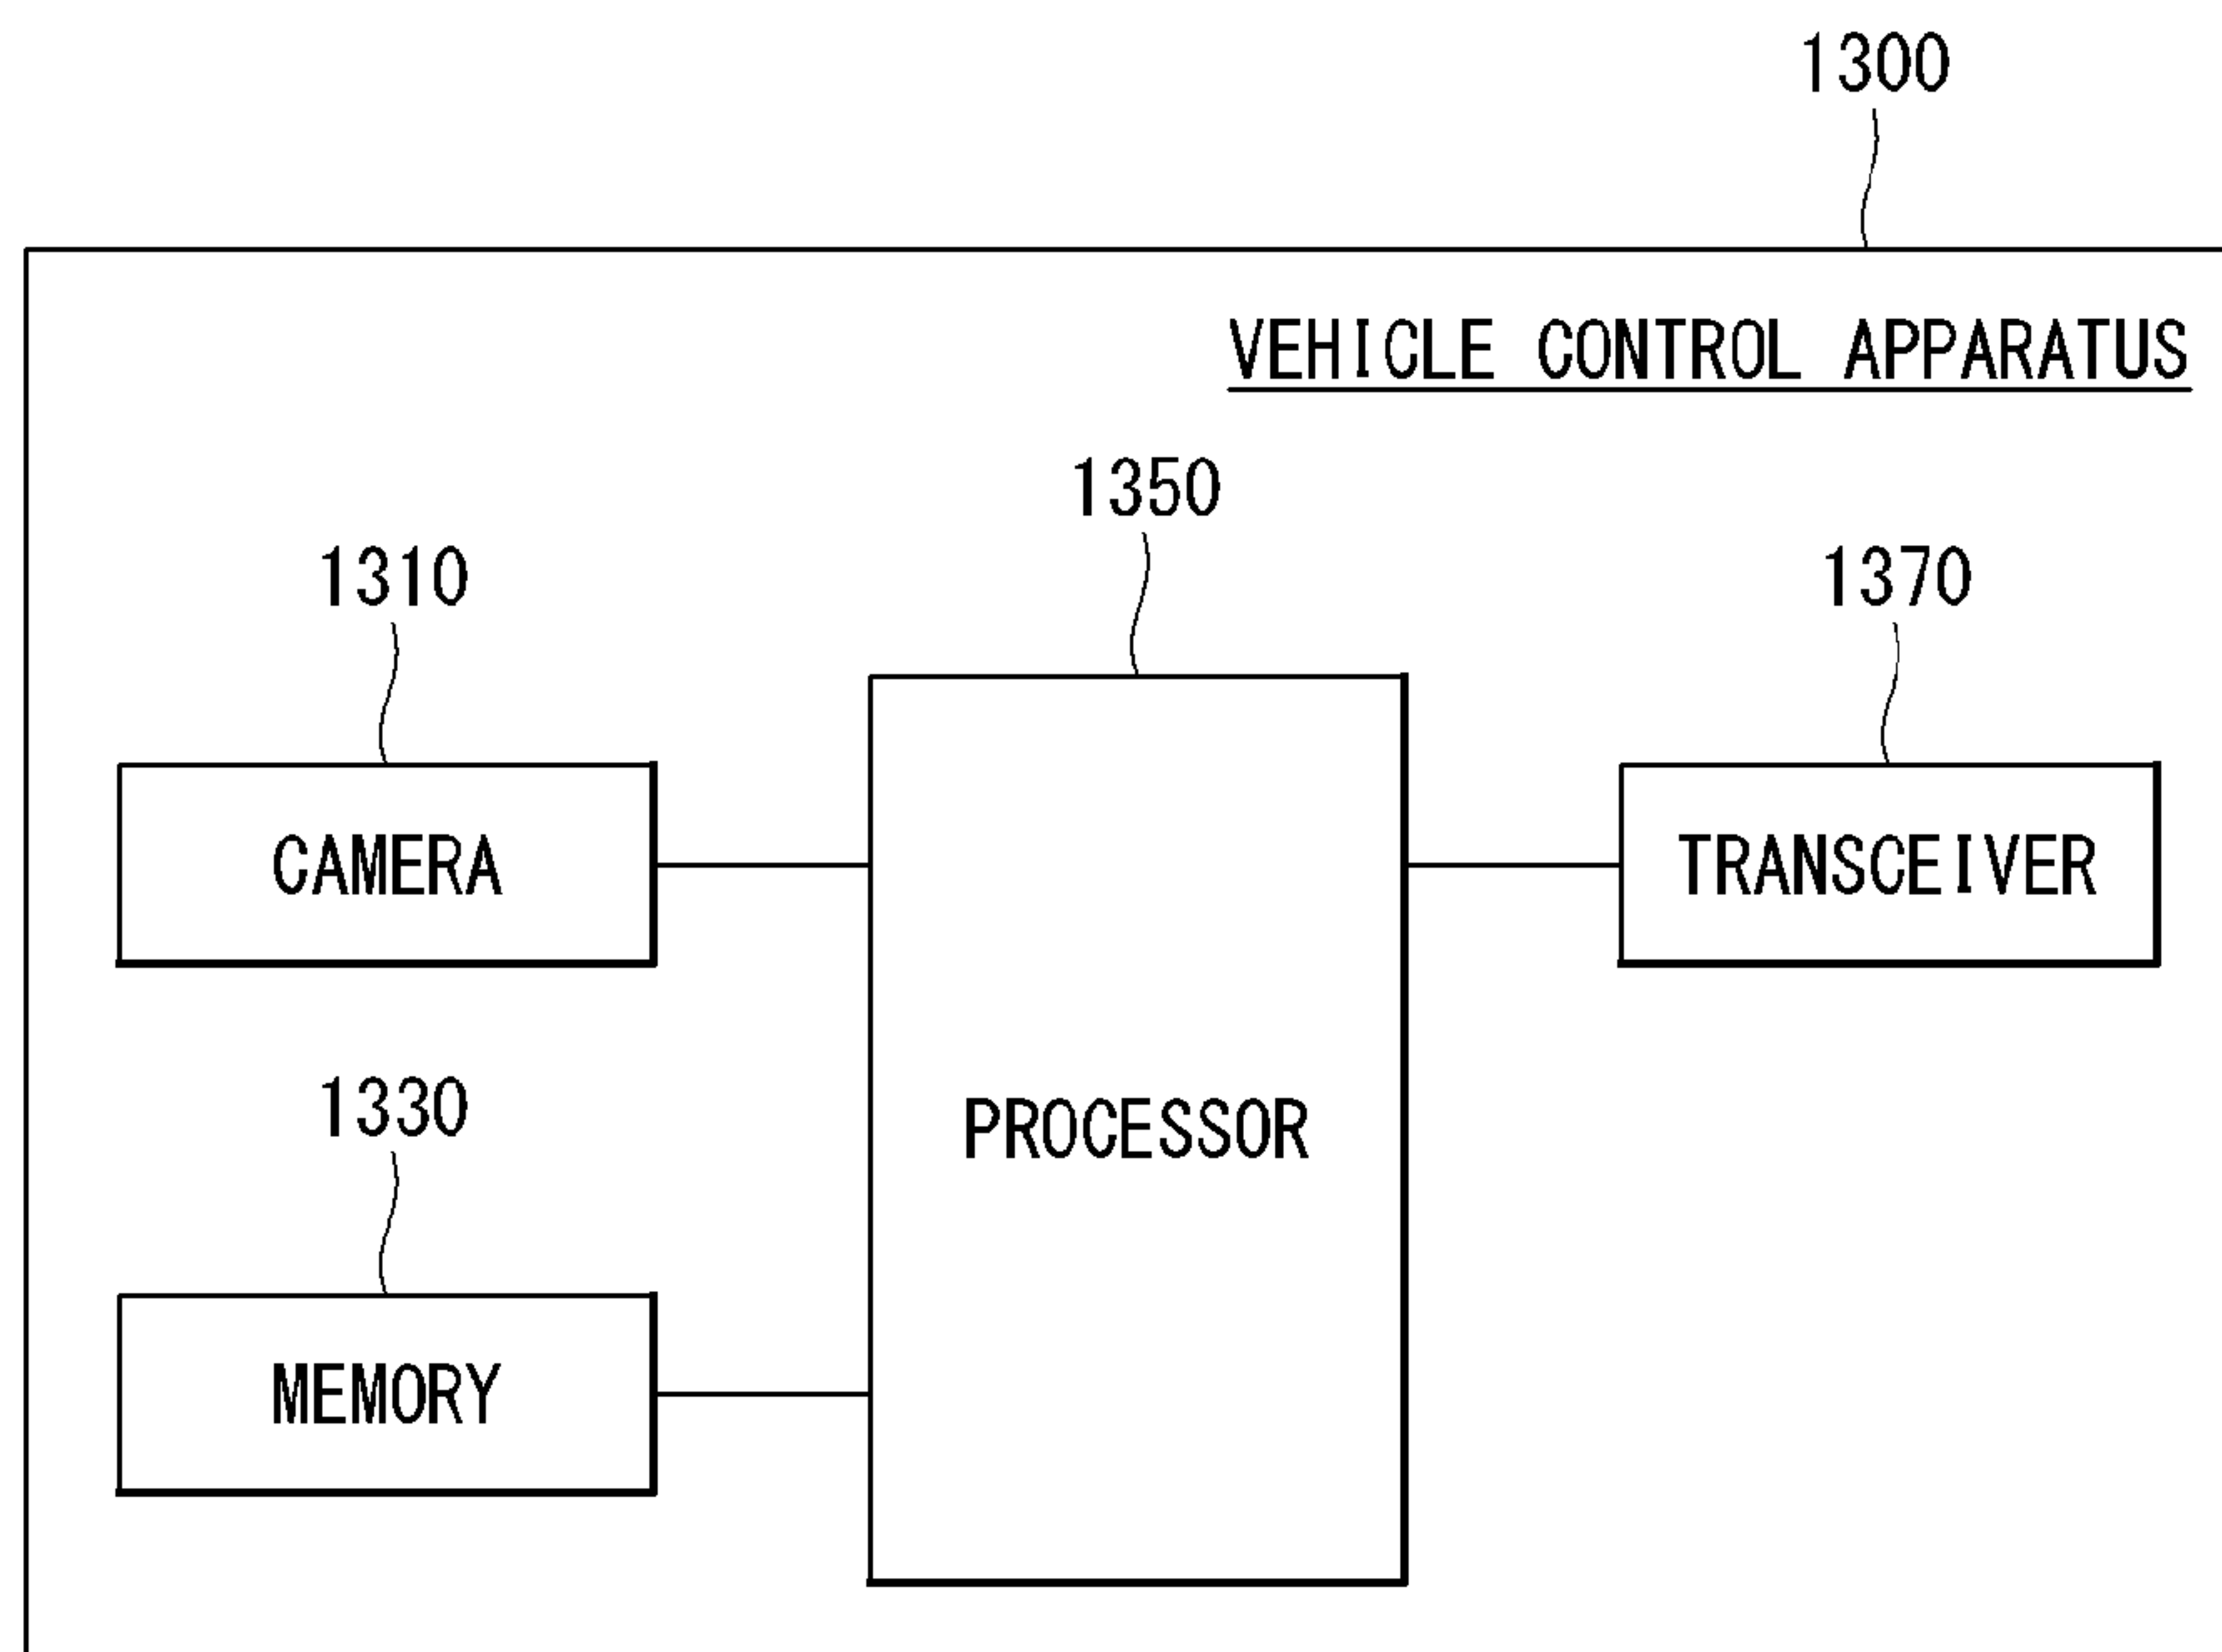 1300
VEHICLE CONTROL APPARATUS
1350
1310
1370
CAMERA
TRANSCEIVER
1330
PROCESSOR
MEMORY